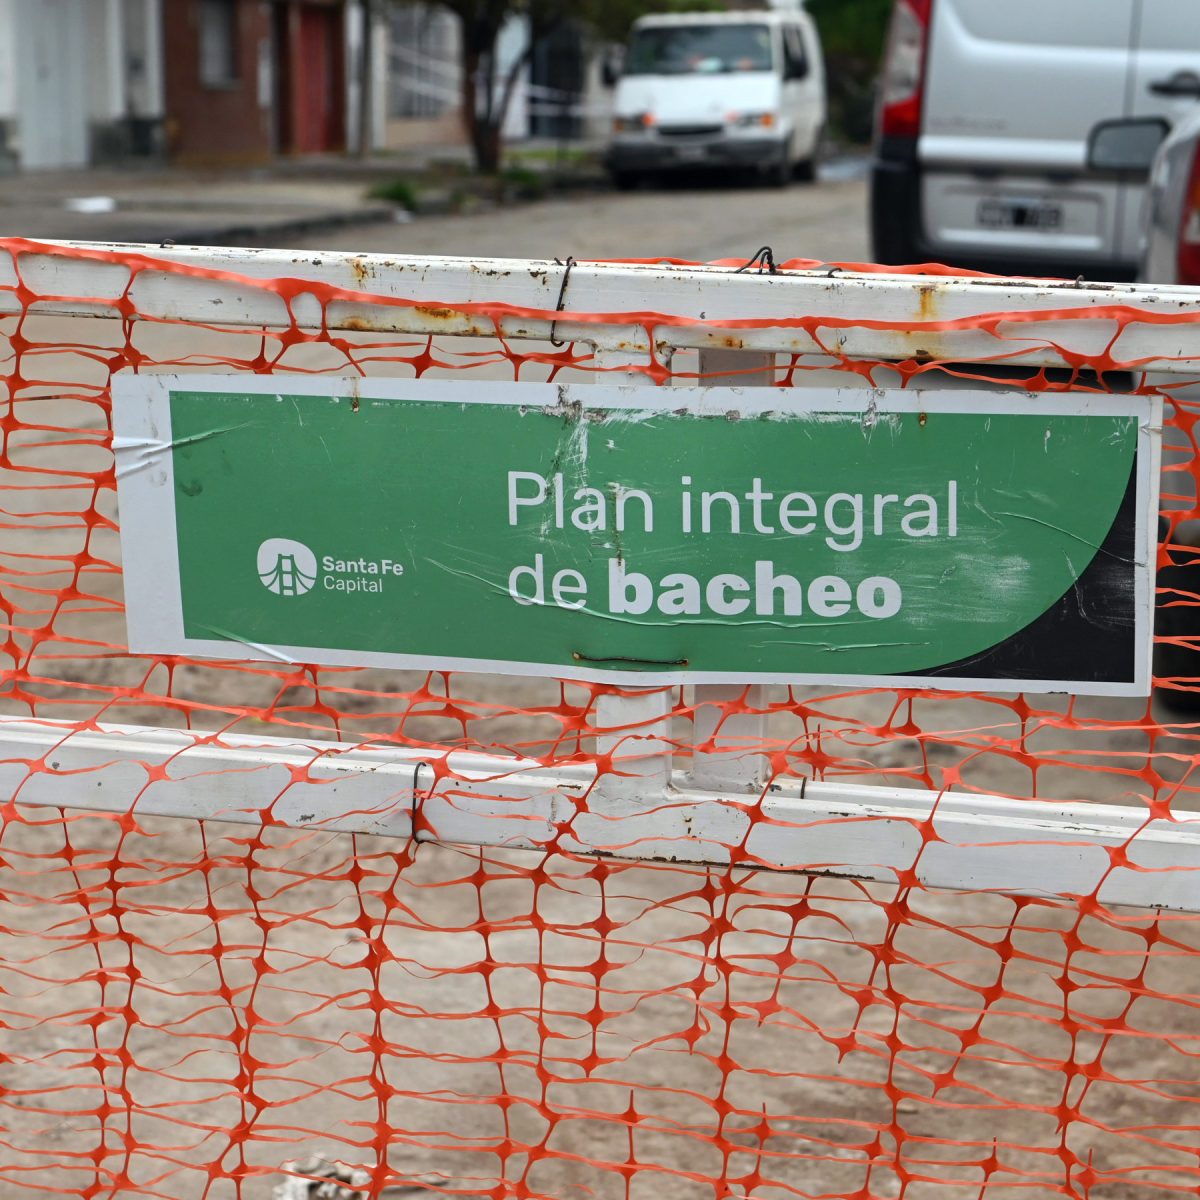 Santa Fe
Capital
Plan integral
de bacheo